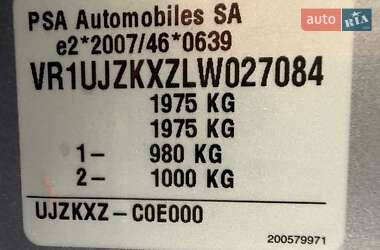 PSA Automobiles SA
e2*2007/46*0639
VR1UJZKXZLW027084
1975 KG
1975 KG
1- 980 KG
2- 1000 KG
UJZKXZ-C0E000
200579971
auto RIA